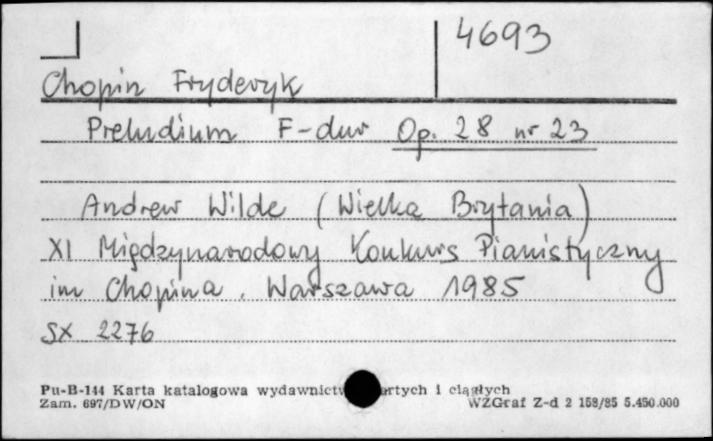 4693
Chopin Fryderyk
Preludium F-dur Op. 28 nr 23
Andrew Wilde (Wielka Brytania)
XI Międzynarodowy Konkurs Pianistyczny
im Chopina. Warszawa 1985
SX 2276
Pu-B-144 Karta katalogowa wydawnictw artych i ciągłych
Zam. 697/DW/ON WZGraf Z-d 2 158/85 5.450.000